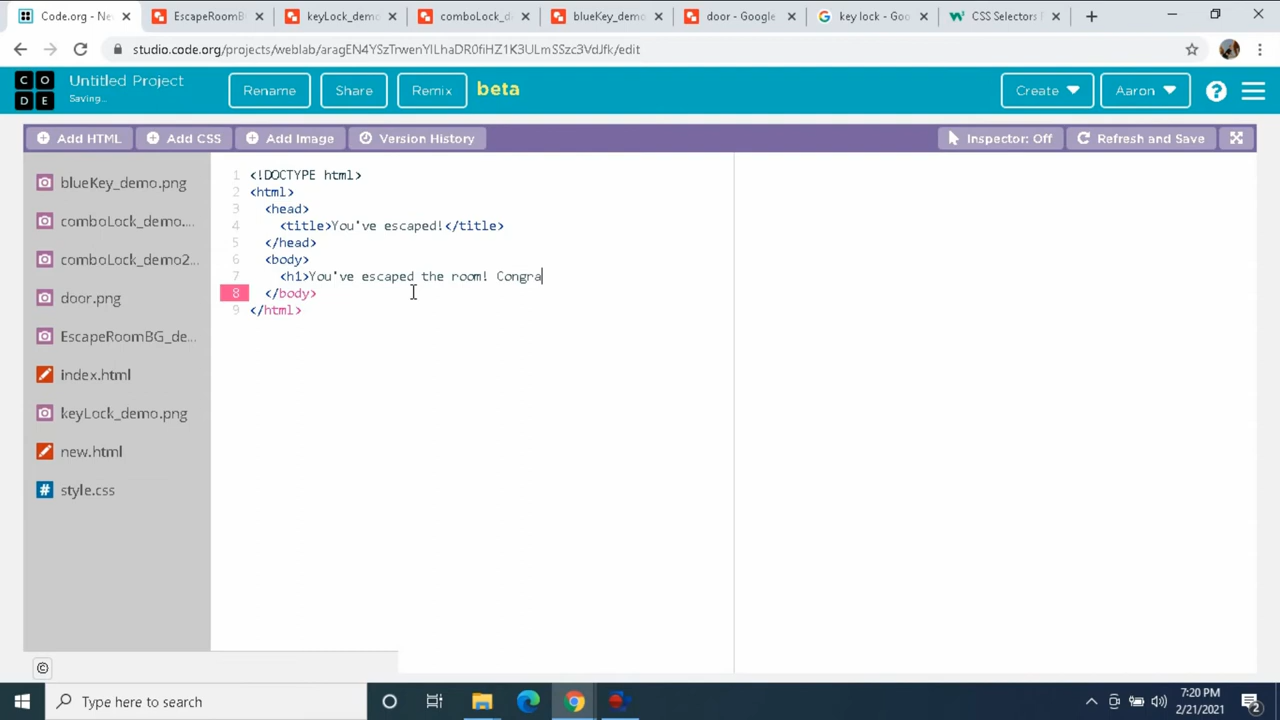 Code.org - Ne
EscapeRoomB
keyLock_demo
comboLock_d
blueKey_demo
door - Google
key lock - Goo
CSS Selectors
studio.code.org/projects/weblab/aragEN4YSzTrwenYILhaDR0fiHZ1K3ULmSSzc3VdJfk/edit
CODE
Untitled Project
Saving...
Rename
Share
Remix
beta
Create
Aaron
?
Add HTML
Add CSS
Add Image
Version History
Inspector: Off
Refresh and Save
blueKey_demo.png
comboLock_demo....
comboLock_demo2...
door.png
EscapeRoomBG_de...
index.html
keyLock_demo.png
new.html
# style.css
1 <!DOCTYPE html>
2 <html>
3 <head>
4 <title>You've escaped!</title>
5 </head>
6 <body>
7 <h1>You've escaped the room! Congra
8 </body>
9 </html>
©
Type here to search
7:20 PM
2/21/2021
2